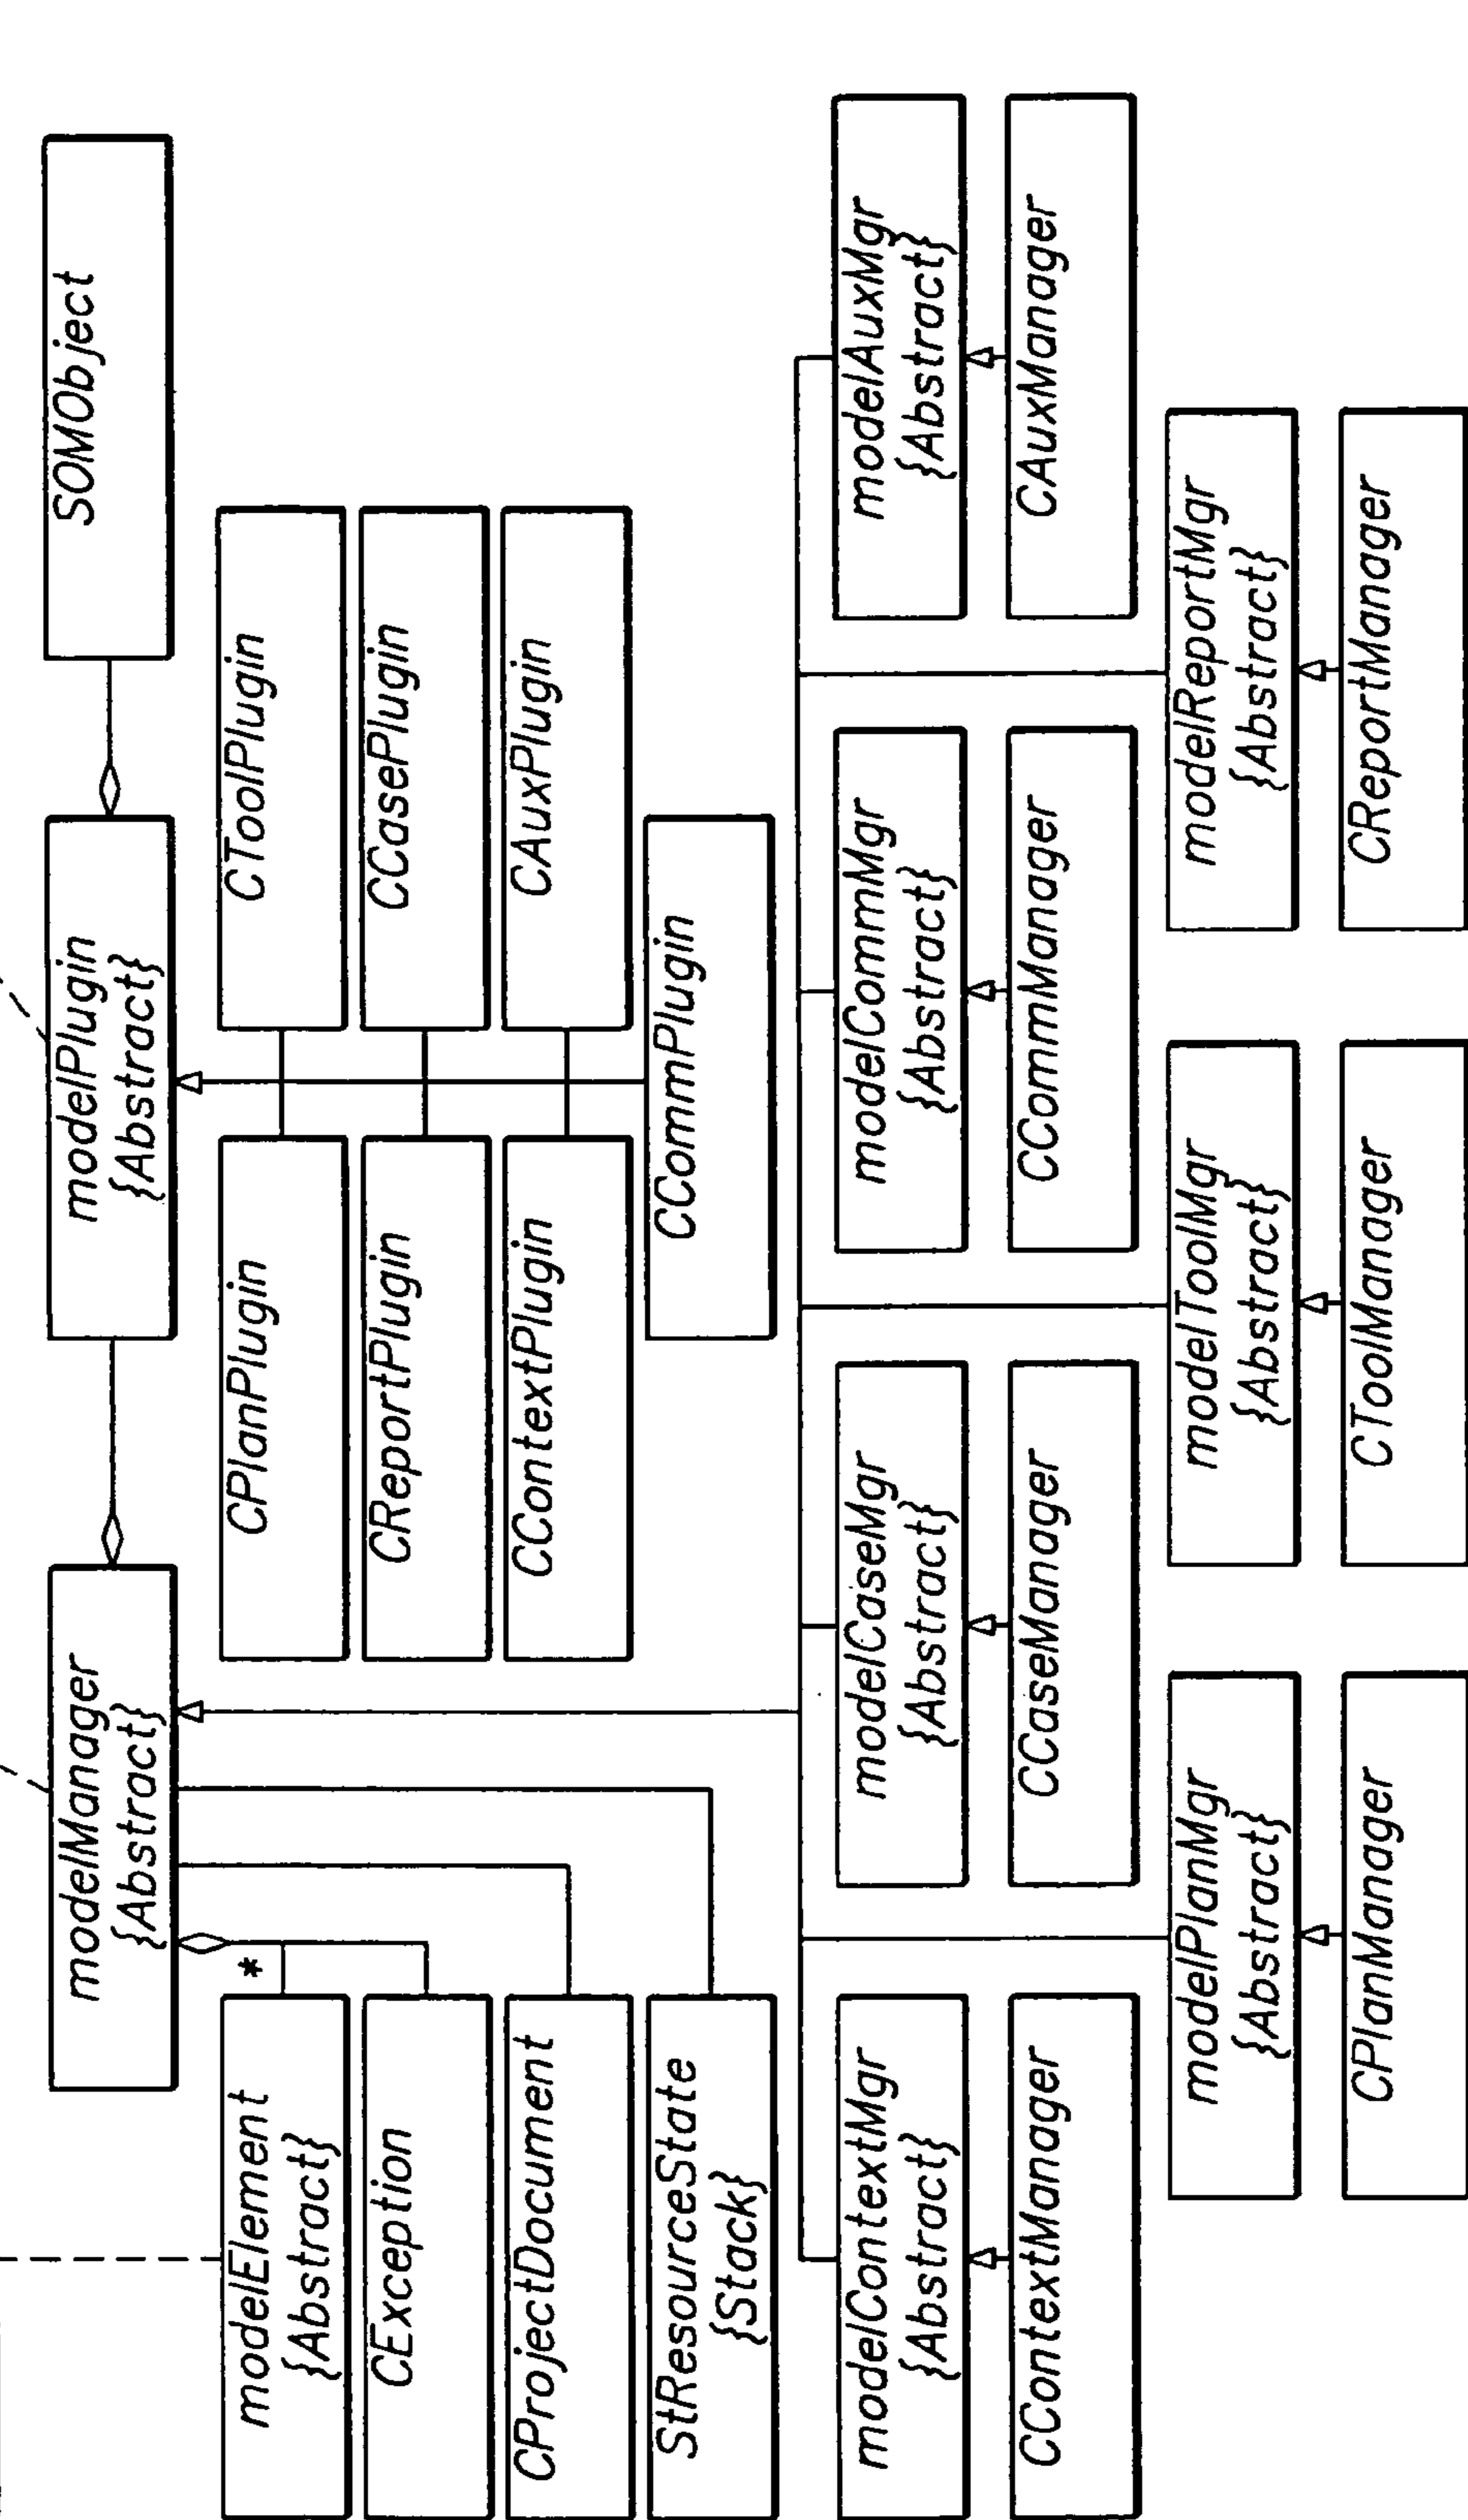 modelManager
{Abstract}
modelPlugin
{Abstract}
SOMObject
modelElement
{Abstract}
*
CPlanPlugin
CToolPlugin
CException
CReportPlugin
CCasePlugin
CProjectDocument
CContextPlugin
CAuxPlugin
StResourceState
{Stack}
CCommPlugin
modelContextMgr
{Abstract}
modelCaseMgr
{Abstract}
modelCommMgr
{Abstract}
modelAuxMgr
{Abstract}
CContextManager
CCaseManager
CCommManager
CAuxManager
modelPlanMgr
{Abstract}
modelToolMgr
{Abstract}
modelReportMgr
{Abstract}
CPlanManager
CToolManager
CReportManager